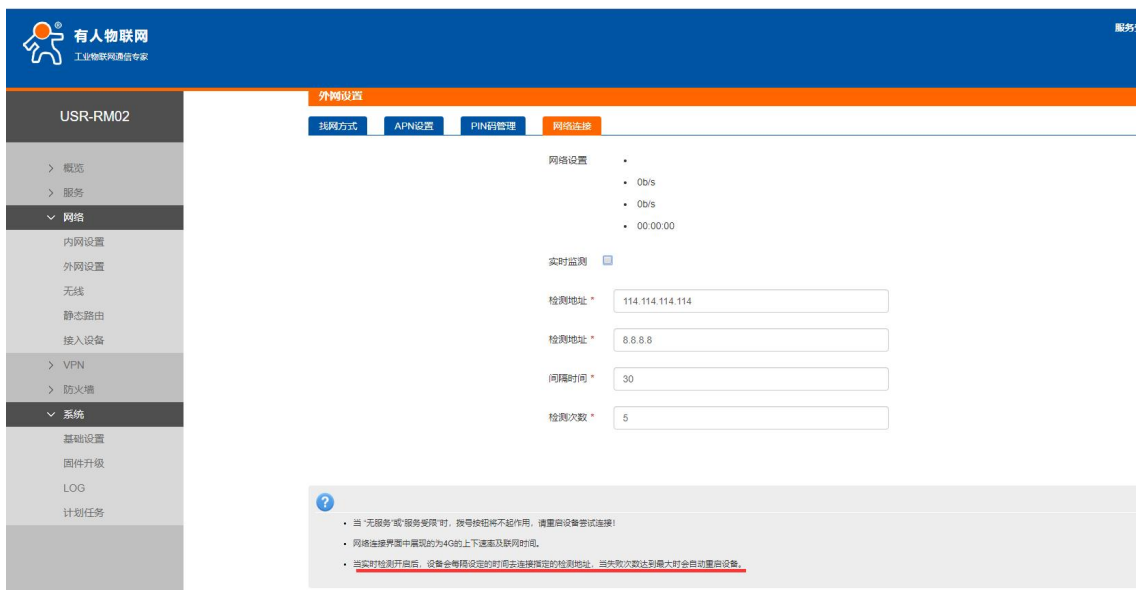 有人物联网
工业物联网通信专家
服务
USR-RM02
概览
服务
网络
内网设置
外网设置
无线
静态路由
接入设备
VPN
防火墙
系统
基础设置
固件升级
LOG
计划任务
外网设置
找网方式 APN设置 PIN码管理 网络连接
网络设置
0b/s
0b/s
00:00:00
实时监测
检测地址 * 114.114.114.114
检测地址 * 8.8.8.8
间隔时间 * 30
检测次数 * 5
当 “无服务”或“服务受限”时，拨号按钮将不起作用，请重启设备尝试连接！
网络连接界面中展现的为4G的上下速率及联网时间。
当实时检测开启后，设备会每隔设定的时间去连接指定的检测地址，当失败次数达到最大时会自动重启设备。